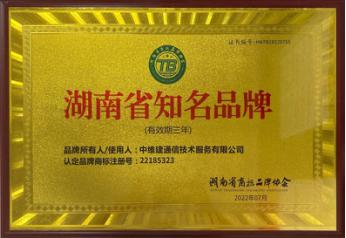 湖南省知名品牌
(有效期三年)
品牌所有人/使用人：中维建通信技术服务有限公司
认定品牌商标注册号：22185323
湖南省商标品牌协会
2022年07月